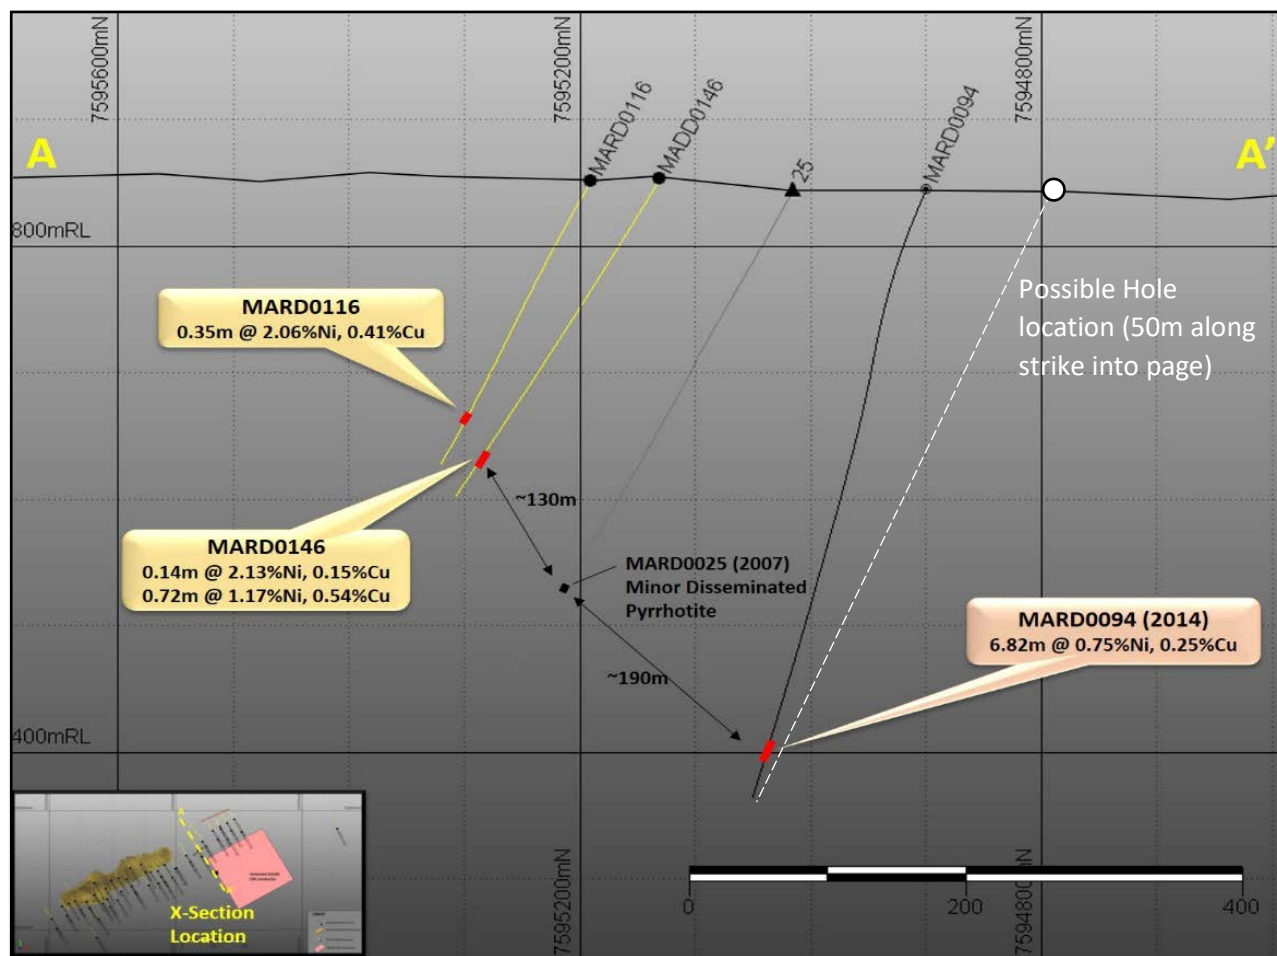 7595600mN
7595200mN
7594800mN
MARD0116
MADD0146
25
MARD0094
A
A’
800mRL
Possible Hole
location (50m along
strike into page)
MARD0116
0.35m @ 2.06%Ni, 0.41%Cu
~130m
MARD0146
0.14m @ 2.13%Ni, 0.15%Cu
0.72m @ 1.17%Ni, 0.54%Cu
MARD0025 (2007)
Minor Disseminated
Pyrrhotite
MARD0094 (2014)
6.82m @ 0.75%Ni, 0.25%Cu
~190m
400mRL
A
X-Section
Location
7595200mN
7594800mN
0
200
400